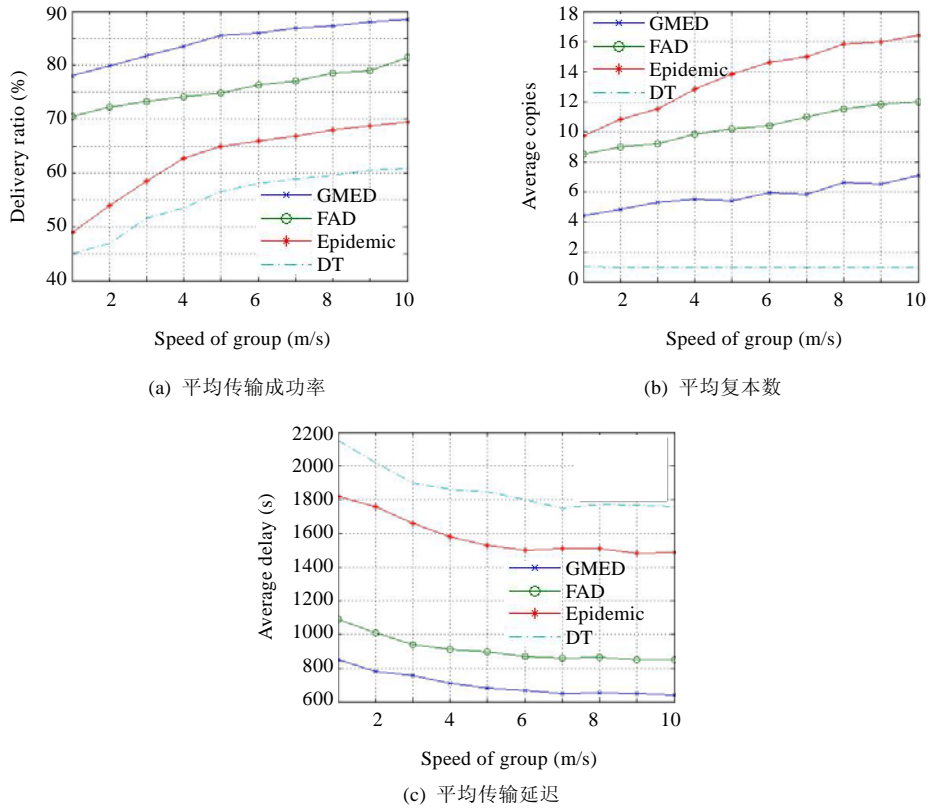 90
80
70
60
50
40
Delivery ratio (%)
GMED
FAD
Epidemic
DT
2 4 6 8 10
Speed of group (m/s)
(a) 平均传输成功率
18
16
14
12
10
8
6
4
2
0
Average copies
GMED
FAD
Epidemic
DT
2 4 6 8 10
Speed of group (m/s)
(b) 平均复本数
2200
2000
1800
1600
1400
1200
1000
800
600
Average delay (s)
GMED
FAD
Epidemic
DT
2 4 6 8 10
Speed of group (m/s)
(c) 平均传输延迟